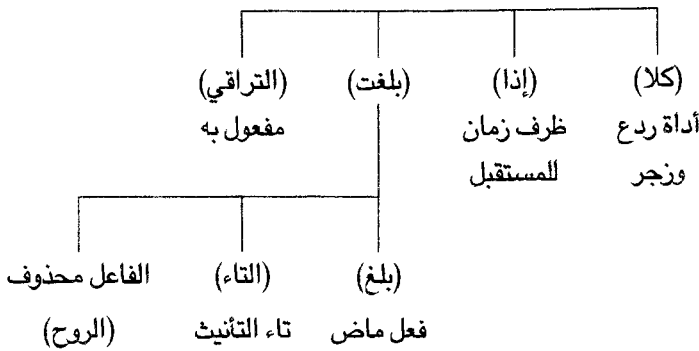 (كلا) (إذا) (بلغت) (التراقي)
أداة ردع ظرف زمان مفعول به
وزجر للمستقبل
(بلغ) (التاء) الفاعل محذوف
فعل ماض تاء التأنيث (الروح)